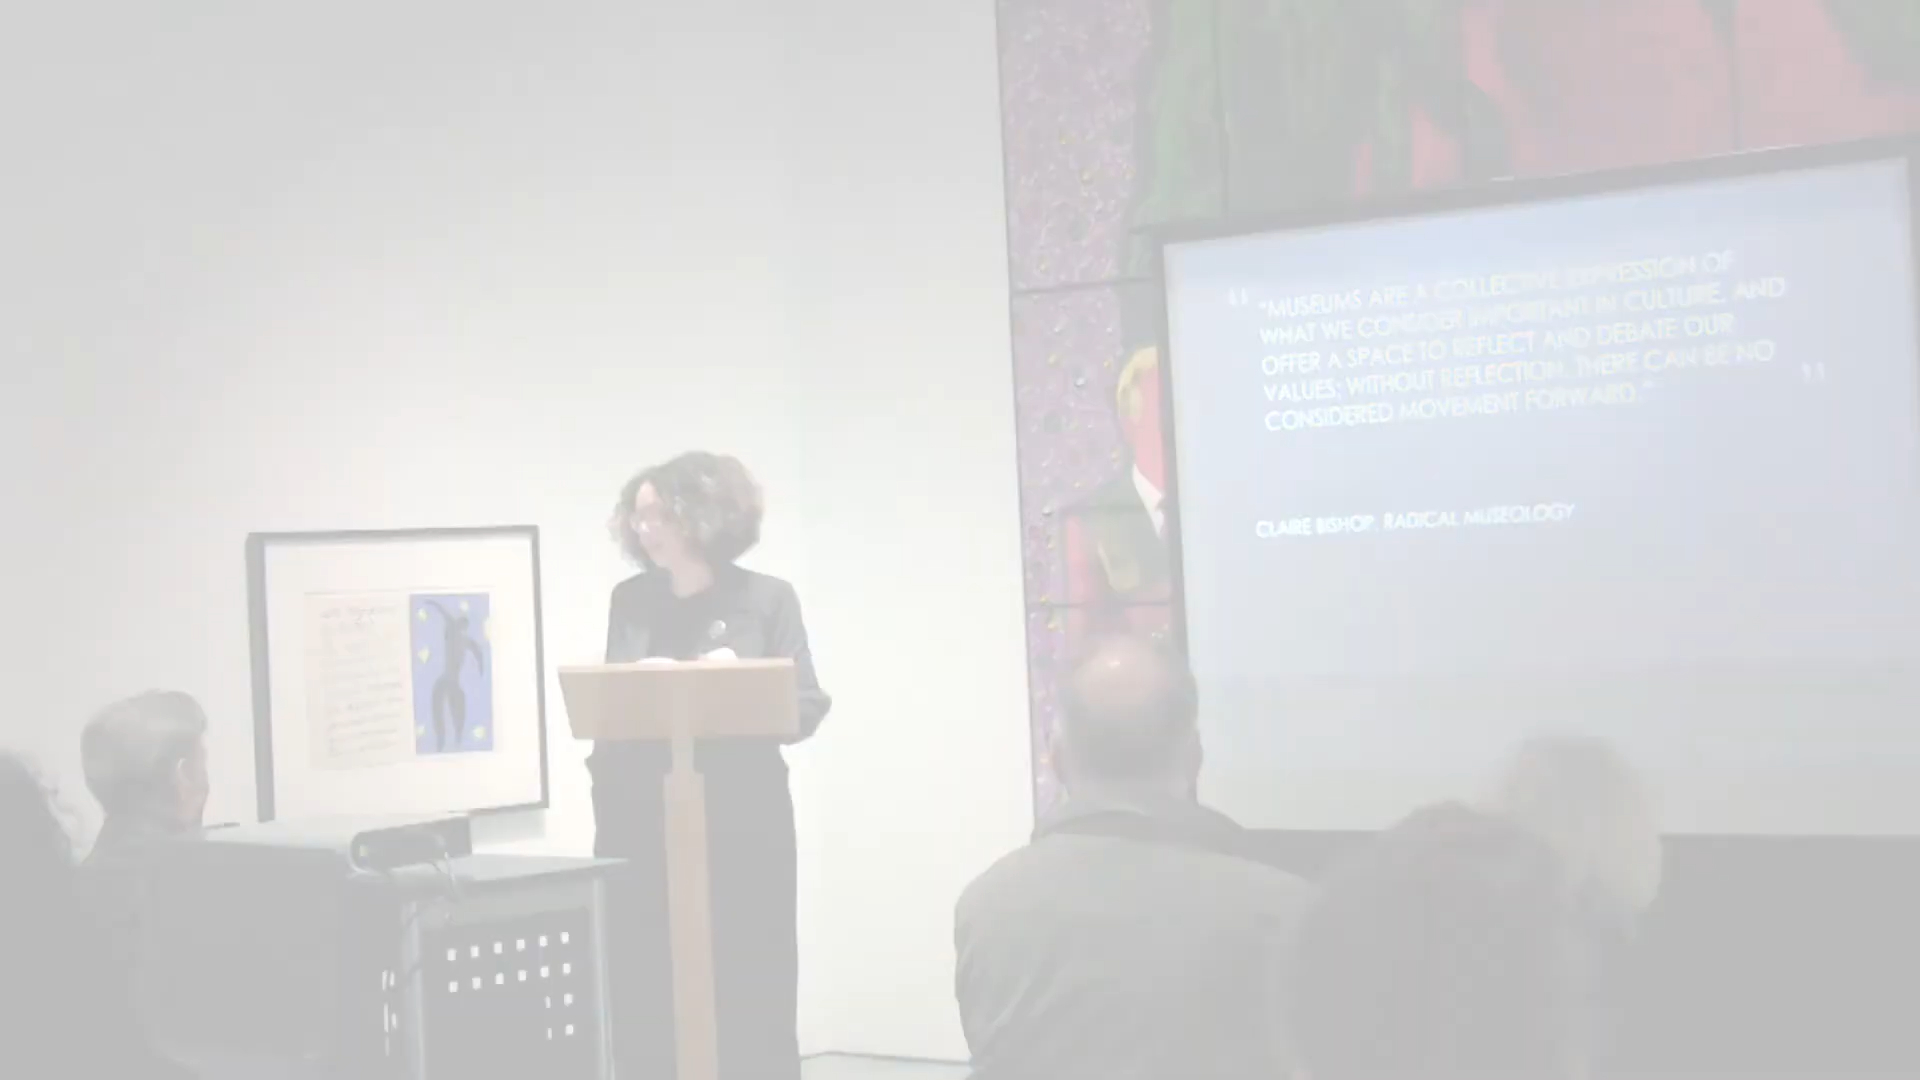 "
"MUSEUMS ARE A COLLECTIVE EXPRESSION OF
WHAT WE CONSIDER IMPORTANT IN CULTURE, AND
OFFER A SPACE TO REFLECT AND DEBATE OUR
VALUES; WITHOUT REFLECTION, THERE CAN BE NO
CONSIDERED MOVEMENT FORWARD."
"
CLAIRE BISHOP, RADICAL MUSEOLOGY